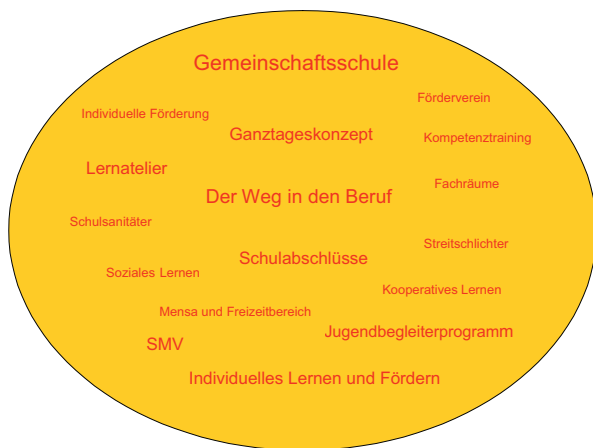 Gemeinschaftsschule
Förderverein
Individuelle Förderung
Ganztageskonzept
Kompetenztraining
Lernatelier
Fachräume
Der Weg in den Beruf
Schulsanitäter
Streitschlichter
Schulabschlüsse
Soziales Lernen
Kooperatives Lernen
Mensa und Freizeitbereich
Jugendbegleiterprogramm
SMV
Individuelles Lernen und Fördern